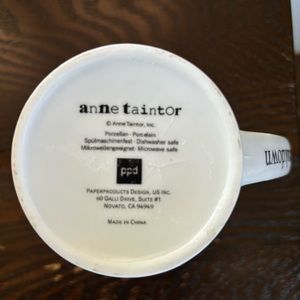 anne taintor
© Anne Taintor, Inc.
Porzellan · Porcelain
Spülmaschinenfest · Dishwasher safe
Mikrowellengeeignet · Microwave safe
ppd
Paperproducts Design, US Inc.
60 Galli Drive, Suite #1
Novato, CA 94949
Made in China